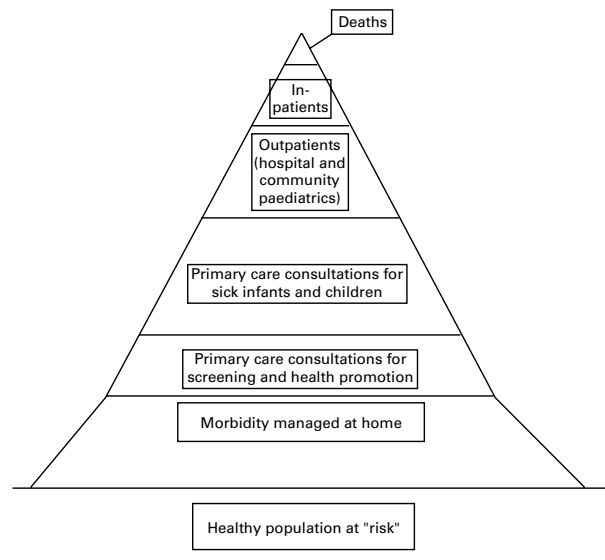 Deaths
In-
patients
Outpatients
(hospital and
community
paediatrics)
Primary care consultations for
sick infants and children
Primary care consultations for
screening and health promotion
Morbidity managed at home
Healthy population at "risk"